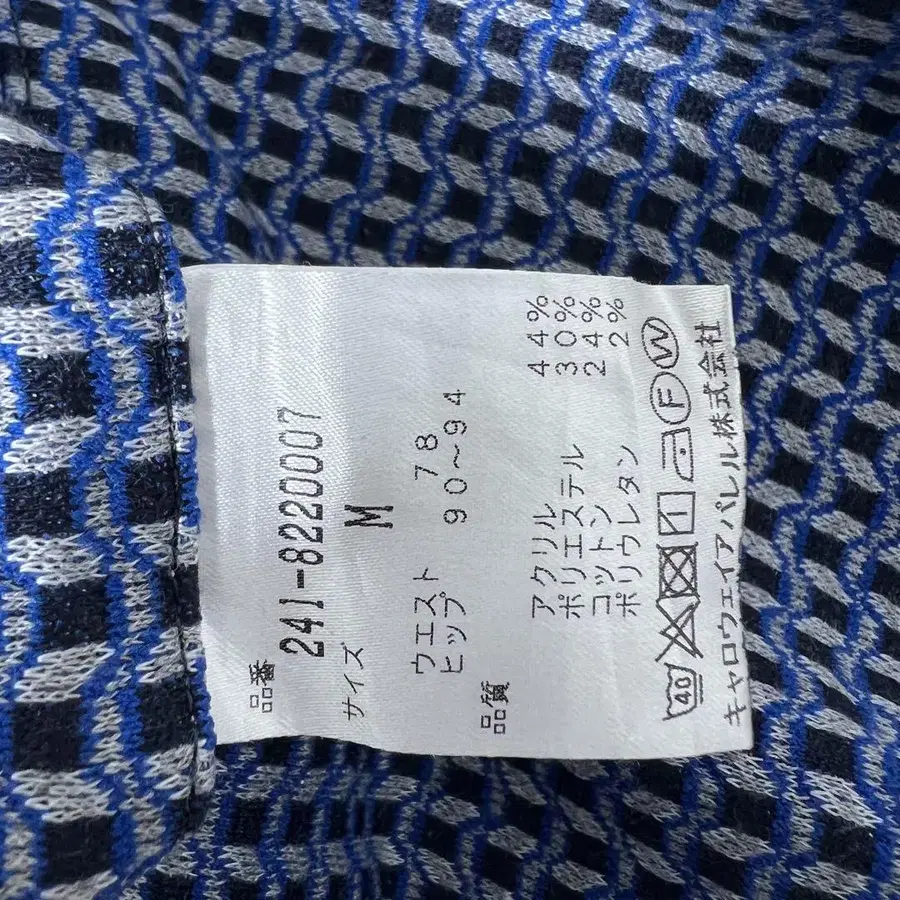 品番
241-8220007
サイズ M
ウエスト 78
ヒップ 90～94
品質
アクリル 44%
ポリエステル 30%
コットン 24%
ポリウレタン 2%
40 F W
キャロウェイアパレル株式会社